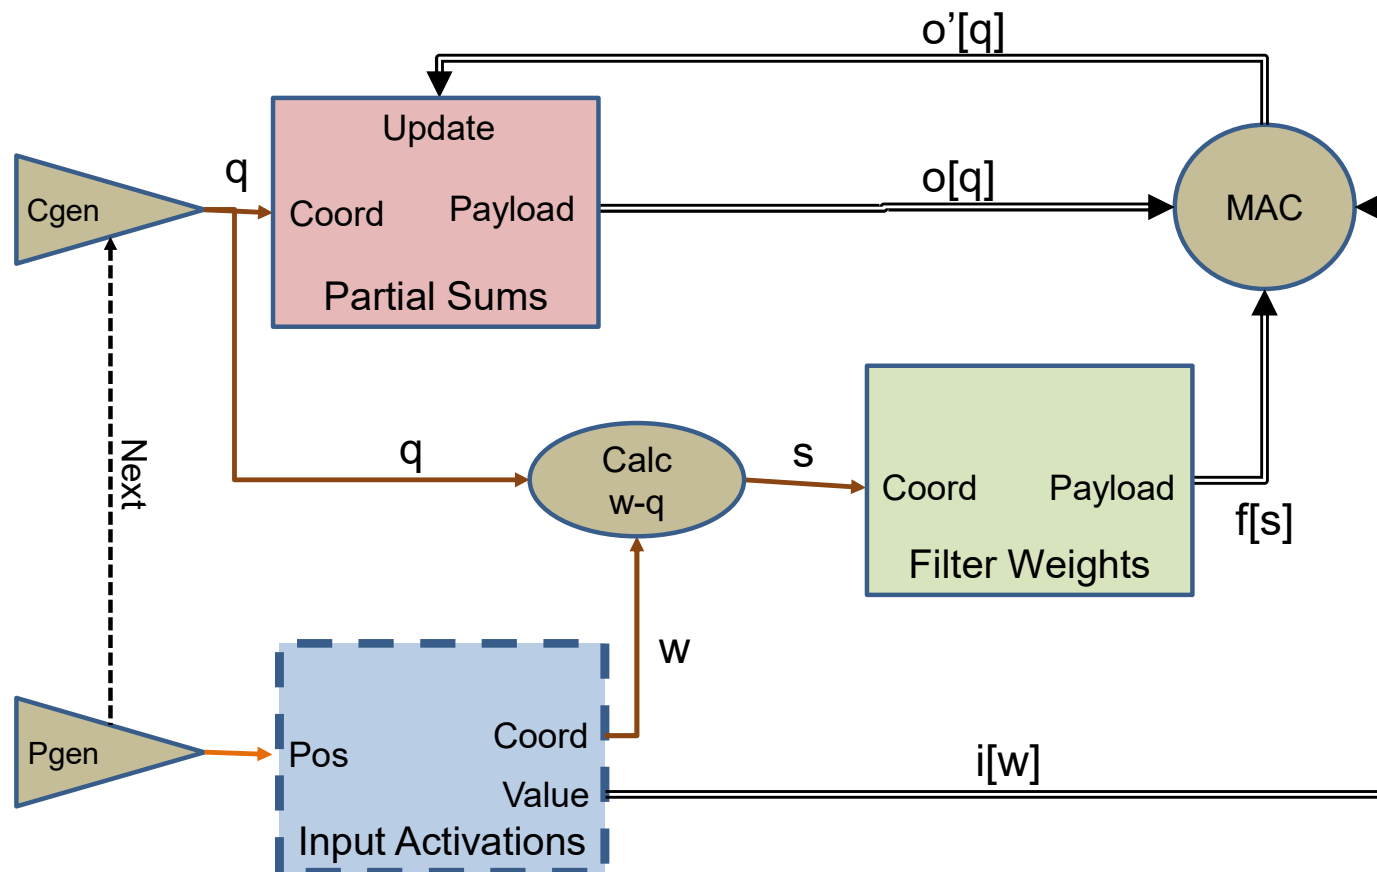 o’[q]
Update
q
Cgen
Coord
Payload
o[q]
MAC
Partial Sums
Next
q
Calc
w-q
s
Coord
Payload
f[s]
Filter Weights
w
Pgen
Pos
Coord
Value
i[w]
Input Activations